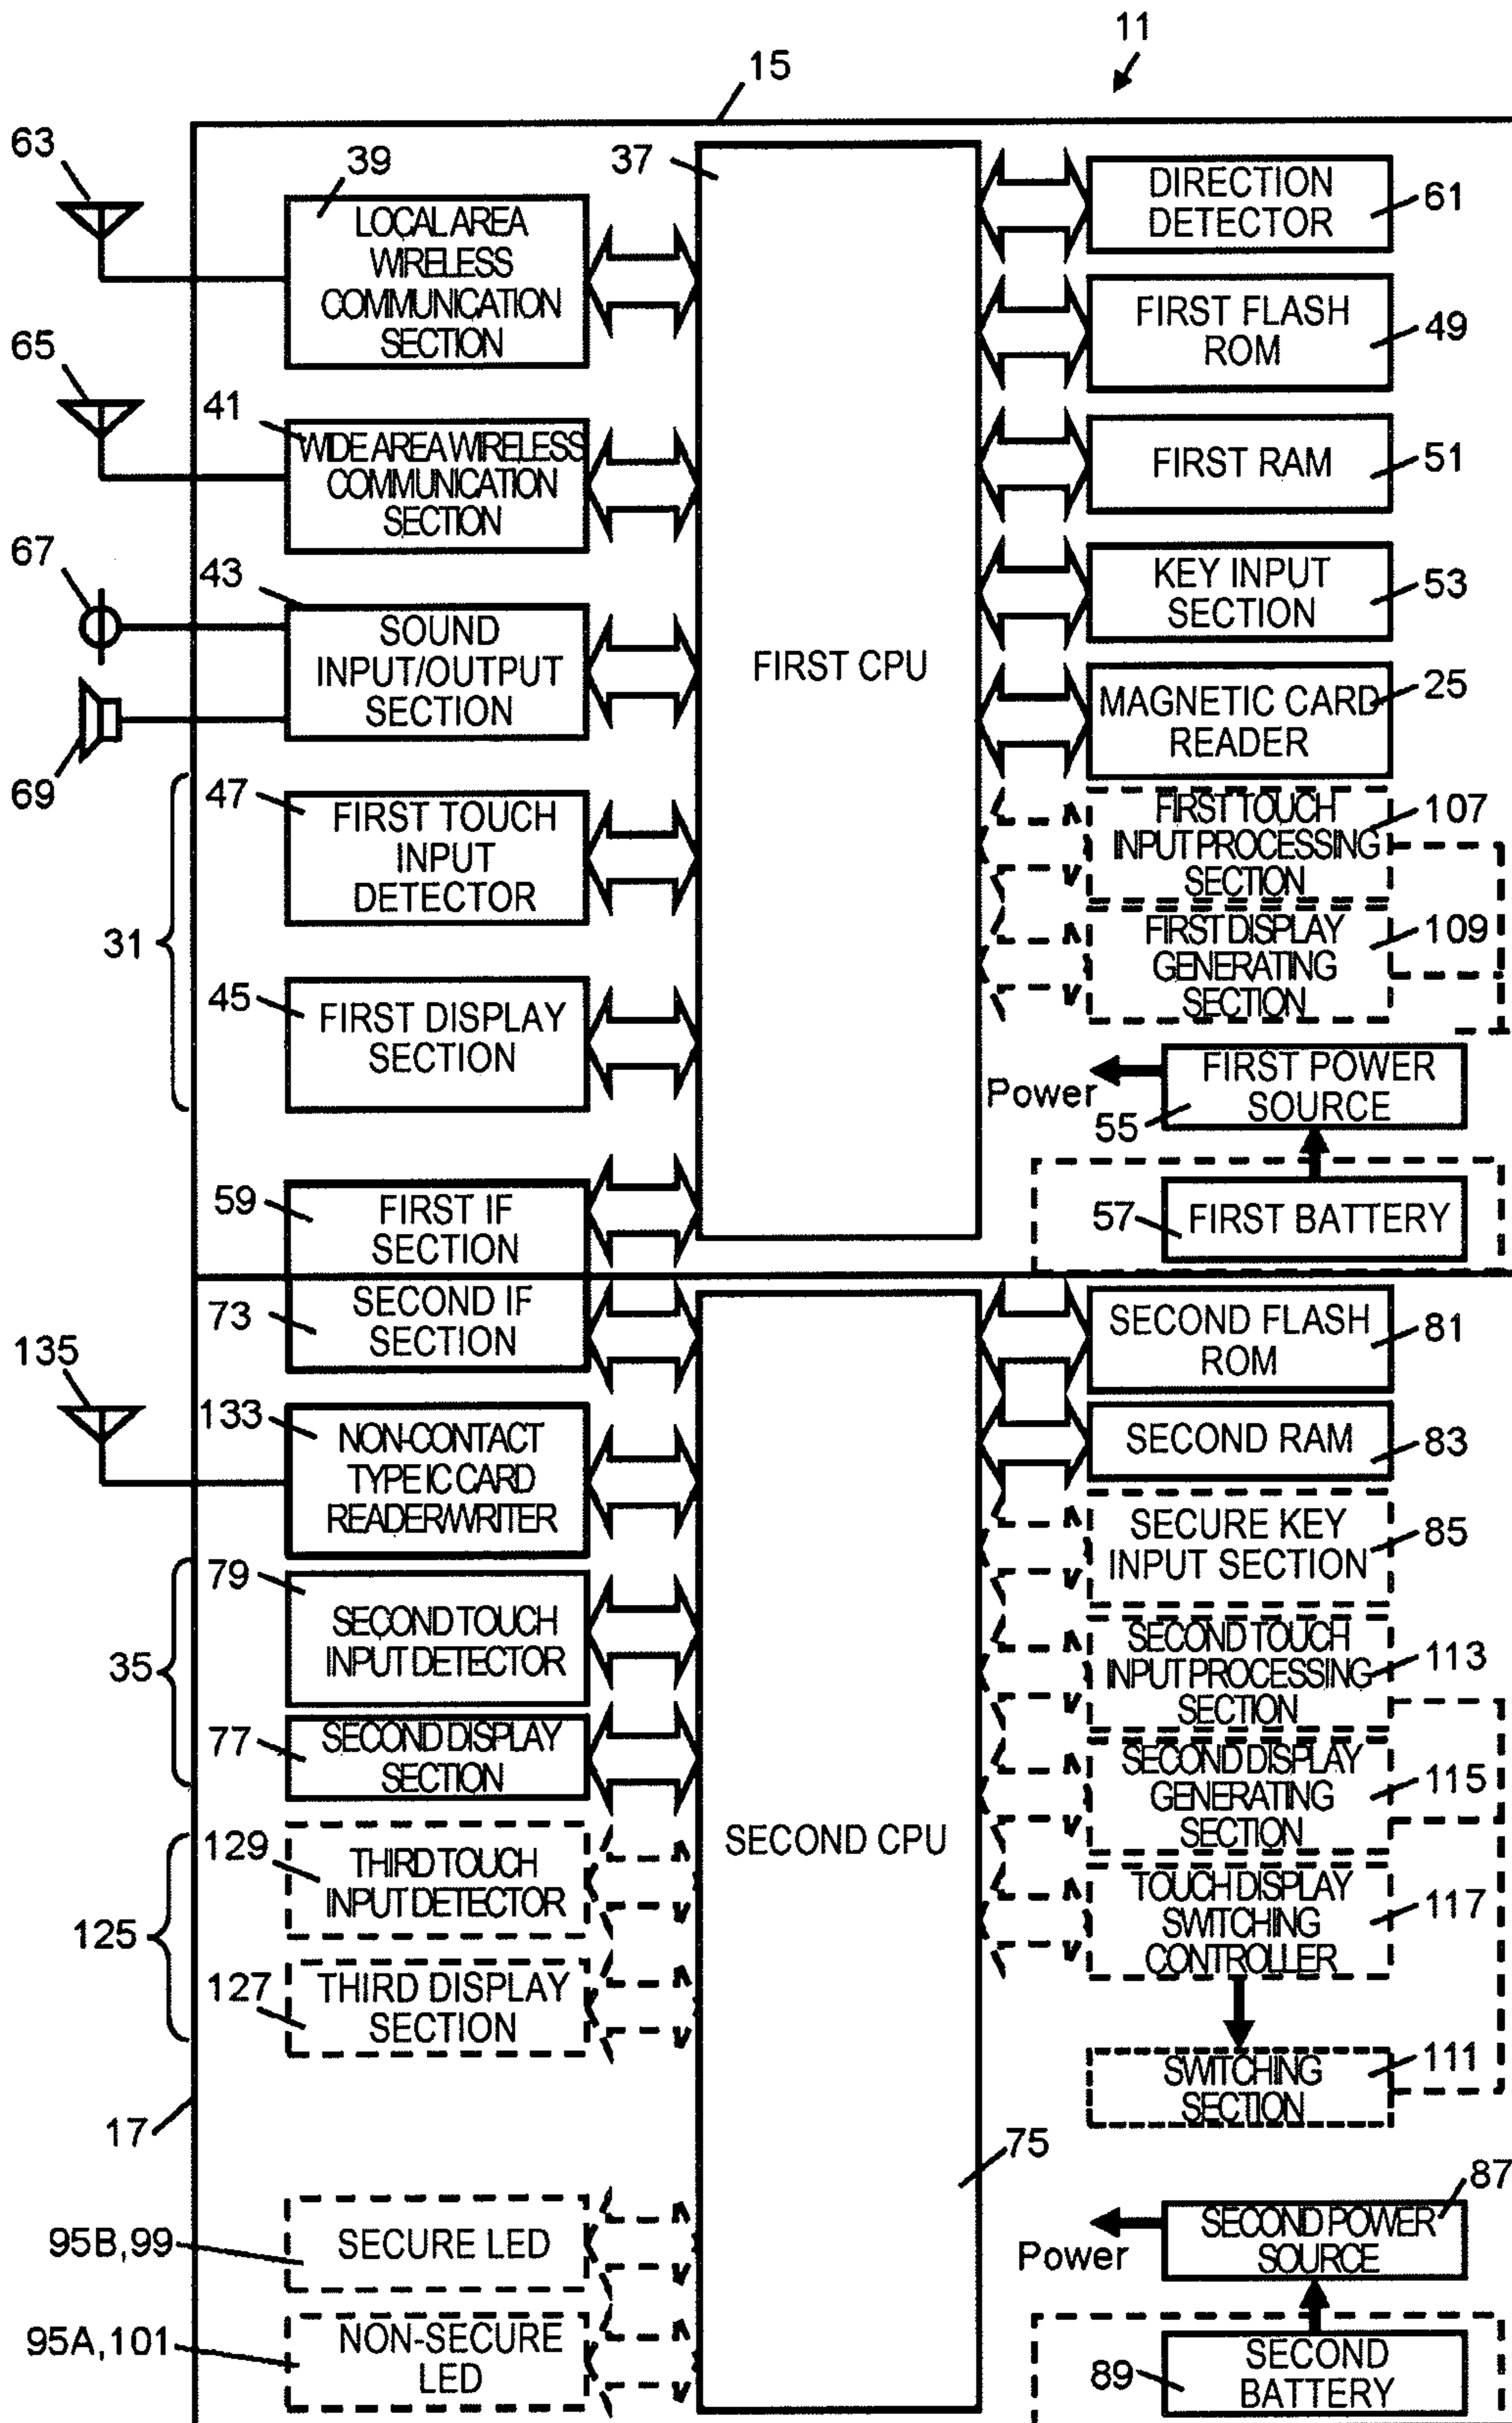 11
15
63
39
37
LOCAL AREA
WIRELESS
COMMUNICATION
SECTION
DIRECTION
DETECTOR
61
FIRST FLASH
ROM
49
65
41
WIDE AREA WIRELESS
COMMUNICATION
SECTION
FIRST RAM
51
67
43
SOUND
INPUT/OUTPUT
SECTION
69
KEY INPUT
SECTION
53
FIRST CPU
MAGNETIC CARD
READER
25
31
47
FIRST TOUCH
INPUT
DETECTOR
FIRST TOUCH
INPUT PROCESSING
SECTION
107
FIRST DISPLAY
GENERATING
SECTION
109
45
FIRST DISPLAY
SECTION
Power
FIRST POWER
SOURCE
55
59
FIRST IF
SECTION
57
FIRST BATTERY
73
SECOND IF
SECTION
SECOND FLASH
ROM
81
135
133
NON-CONTACT
TYPE IC CARD
READER/WRITER
SECOND RAM
83
SECURE KEY
INPUT SECTION
85
35
79
SECOND TOUCH
INPUT DETECTOR
SECOND TOUCH
INPUT PROCESSING
SECTION
113
77
SECOND DISPLAY
SECTION
SECOND DISPLAY
GENERATING
SECTION
115
SECOND CPU
125
129
THIRD TOUCH
INPUT DETECTOR
TOUCH DISPLAY
SWITCHING
CONTROLLER
117
127
THIRD DISPLAY
SECTION
SWITCHING
SECTION
111
17
75
95B,99
SECURE LED
Power
SECOND POWER
SOURCE
87
95A,101
NON-SECURE
LED
89
SECOND
BATTERY